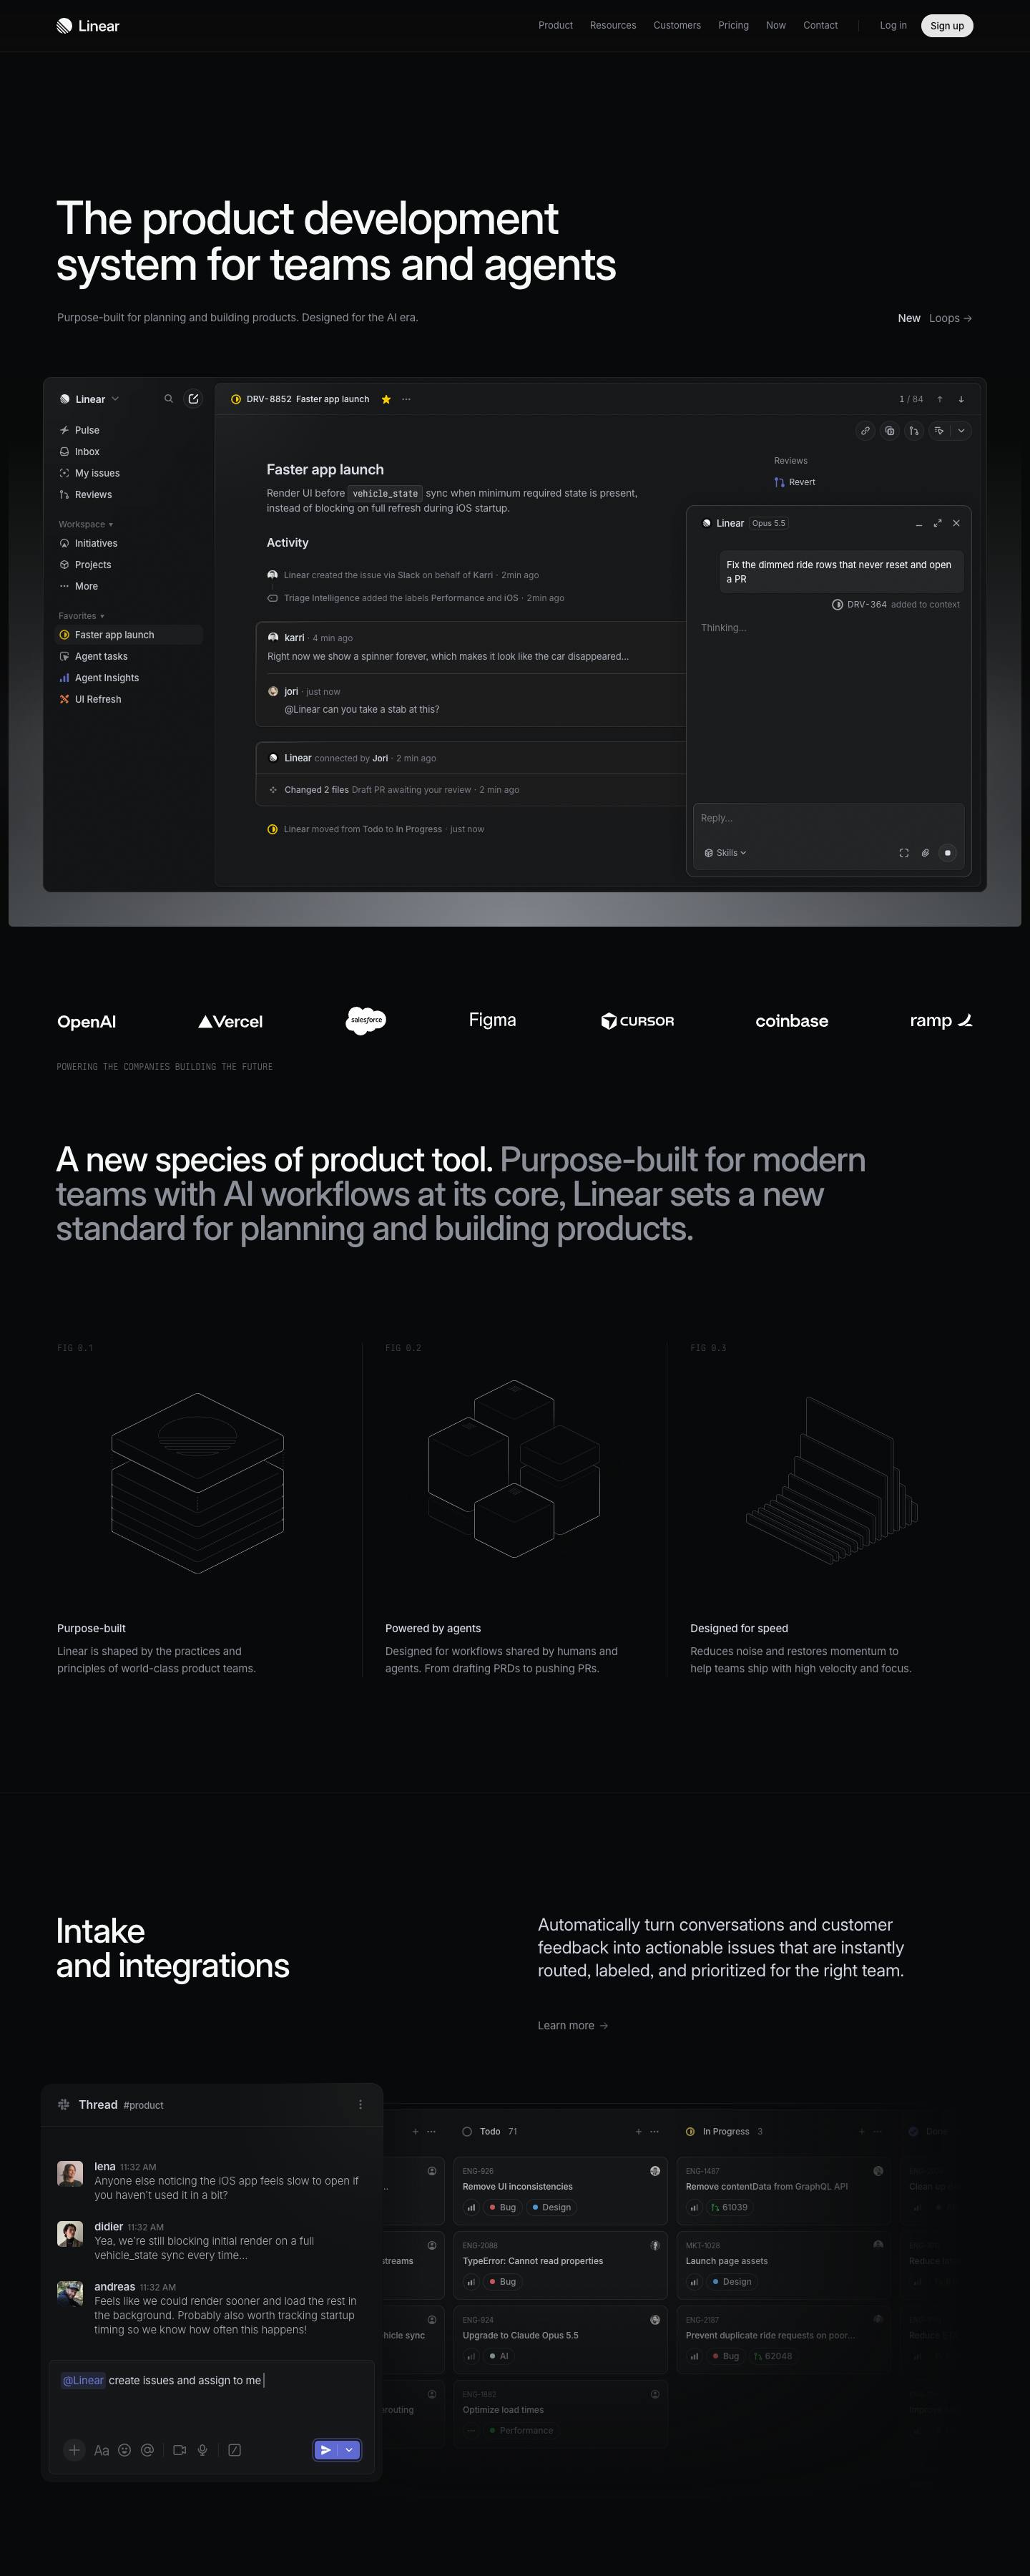 Linear
Product
Resources
Customers
Pricing
Now
Contact
Log in
Sign up
The product development
system for teams and agents
Purpose-built for planning and building products. Designed for the AI era.
New Loops →
Linear
Pulse
Inbox
My issues
Reviews
Workspace
Initiatives
Projects
More
Favorites
Faster app launch
Agent tasks
Agent Insights
UI Refresh
DRV-8852 Faster app launch
1 / 84
Faster app launch
Render UI before vehicle_state sync when minimum required state is present,
instead of blocking on full refresh during iOS startup.
Activity
Linear created the issue via Slack on behalf of Karri · 2min ago
Triage Intelligence added the labels Performance and iOS · 2min ago
karri · 4 min ago
Right now we show a spinner forever, which makes it look like the car disappeared...
jori · just now
@Linear can you take a stab at this?
Linear connected by Jori · 2 min ago
Changed 2 files Draft PR awaiting your review · 2 min ago
Linear moved from Todo to In Progress · just now
Reviews
Revert
Linear Opus 5.5
Fix the dimmed ride rows that never reset and open
a PR
DRV-364 added to context
Thinking...
Reply...
Skills
OpenAI
Vercel
salesforce
Figma
CURSOR
coinbase
ramp
POWERING THE COMPANIES BUILDING THE FUTURE
A new species of product tool. Purpose-built for modern
teams with AI workflows at its core, Linear sets a new
standard for planning and building products.
FIG 0.1
Purpose-built
Linear is shaped by the practices and
principles of world-class product teams.
FIG 0.2
Powered by agents
Designed for workflows shared by humans and
agents. From drafting PRDs to pushing PRs.
FIG 0.3
Designed for speed
Reduces noise and restores momentum to
help teams ship with high velocity and focus.
Intake
and integrations
Automatically turn conversations and customer
feedback into actionable issues that are instantly
routed, labeled, and prioritized for the right team.
Learn more →
Thread #product
lena 11:32 AM
Anyone else noticing the iOS app feels slow to open if
you haven't used it in a bit?
didier 11:32 AM
Yea, we're still blocking initial render on a full
vehicle_state sync every time...
andreas 11:32 AM
Feels like we could render sooner and load the rest in
the background. Probably also worth tracking startup
timing so we know how often this happens!
@Linear create issues and assign to me
Aa
streams
hicle sync
routing
Todo 71
ENG-926
Remove UI inconsistencies
Bug
Design
ENG-2088
TypeError: Cannot read properties
Bug
ENG-924
Upgrade to Claude Opus 5.5
AI
ENG-1882
Optimize load times
Performance
In Progress 3
ENG-1487
Remove contentData from GraphQL API
61039
MKT-1028
Launch page assets
Design
ENG-2187
Prevent duplicate ride requests on poor...
Bug
62048
Done
Clean up
Reduce